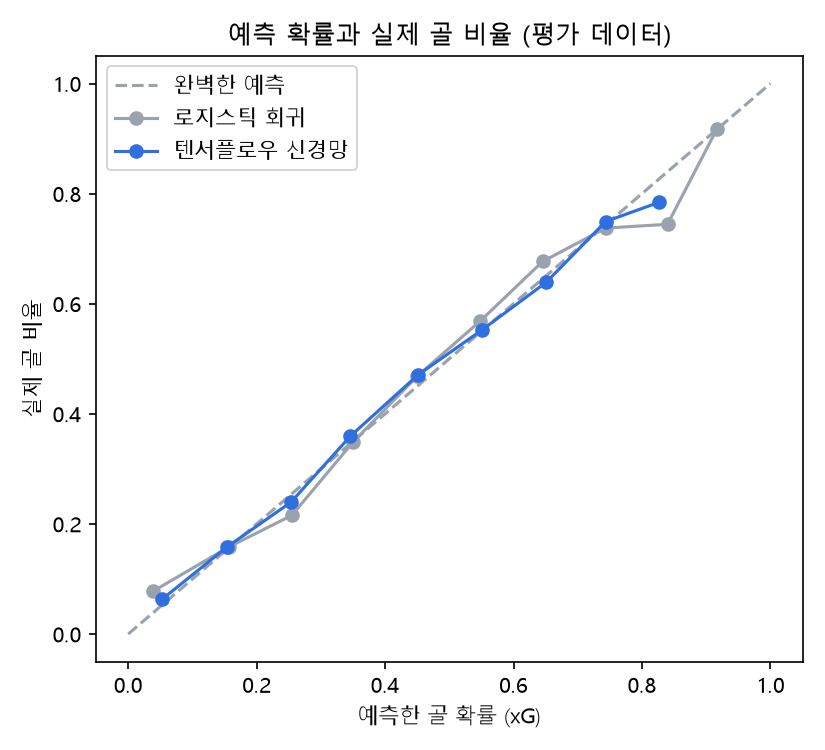 예측 확률과 실제 골 비율 (평가 데이터)
완벽한 예측
로지스틱 회귀
텐서플로우 신경망
실제 골 비율
1.0
0.8
0.6
0.4
0.2
0.0
0.0 0.2 0.4 0.6 0.8 1.0
예측한 골 확률 (xG)